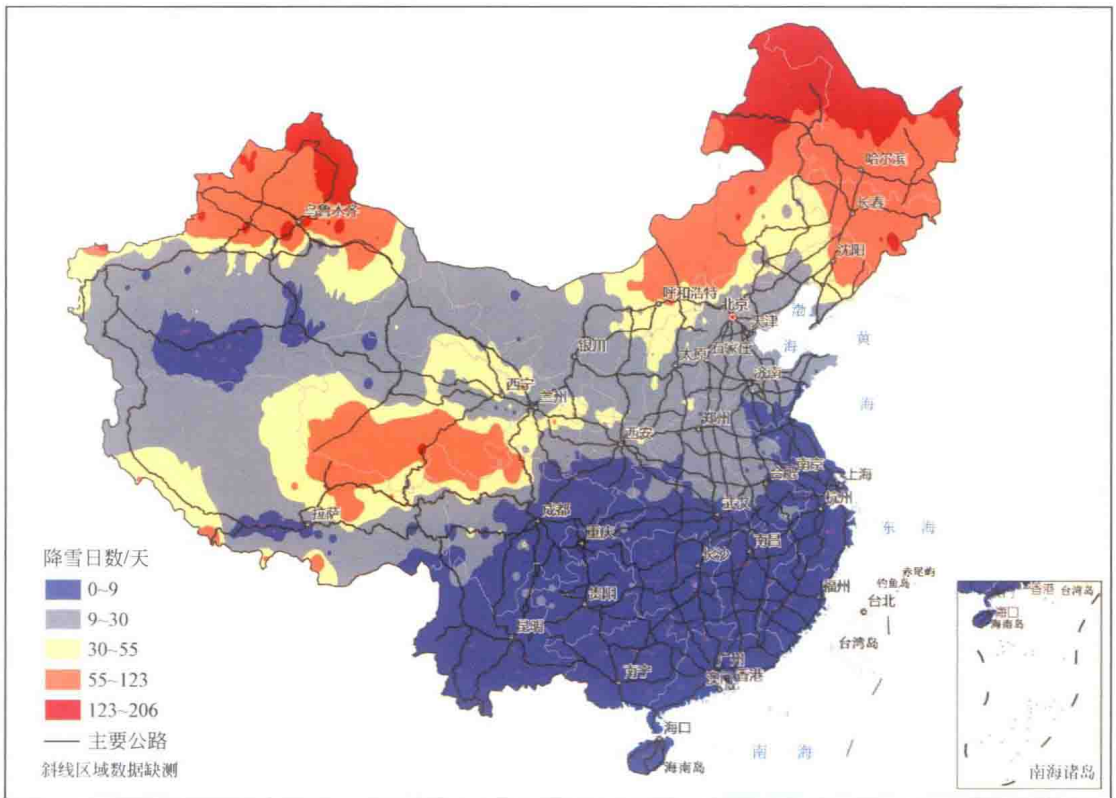 哈尔滨
乌鲁木齐
长春
沈阳
呼和浩特
北京
渤
天津
海
黄
银川
太原
石家庄
济南
西宁
兰州
海
西安
郑州
合肥
南京
上海
拉萨
成都
武汉
杭州
重庆
东 海
长沙
南昌
贵阳
福州
钓鱼岛
赤尾屿
台北
昆明
台湾岛
南宁
广州
澳门
香港
海口
海南岛
南 海
降雪日数/天
0~9
9~30
30~55
55~123
123~206
主要公路
斜线区域数据缺测
香港
台湾岛
海口
海南岛
南海诸岛